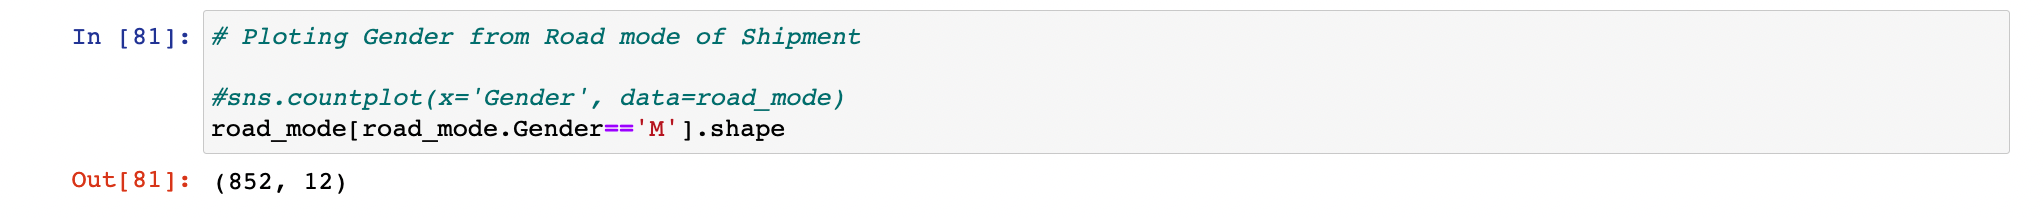 In [81]: # Ploting Gender from Road mode of Shipment
#sns.countplot(x='Gender', data=road_mode)
road_mode[road_mode.Gender=='M'].shape
Out[81]: (852, 12)